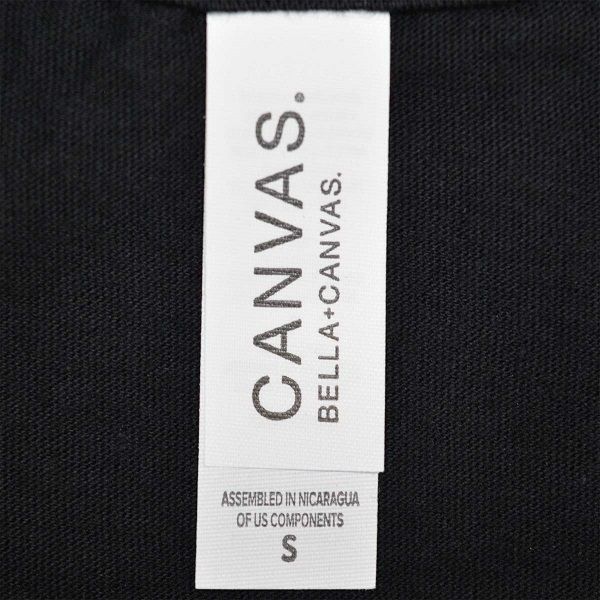 CANVAS.
BELLA+CANVAS.
ASSEMBLED IN NICARAGUA
OF US COMPONENTS
S